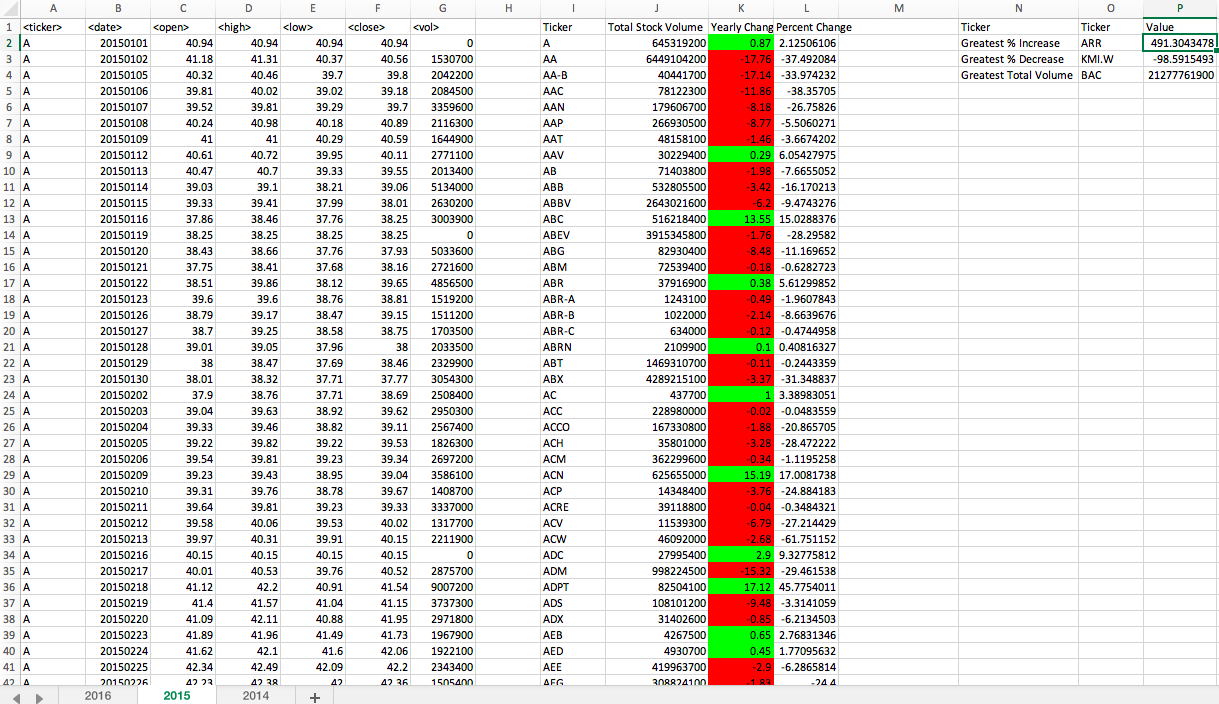 A B C D E F G H I J K L M N O P
1 <ticker> <date> <open> <high> <low> <close> <vol> Ticker Total Stock Volume Yearly Chang Percent Change Ticker Ticker Value
2 A 20150101 40.94 40.94 40.94 40.94 0 A 645319200 0.87 2.12506106 Greatest % Increase ARR 491.3043478
3 A 20150102 41.18 41.31 40.37 40.56 1530700 AA 6449104200 -17.76 -37.492084 Greatest % Decrease KMI.W -98.5915493
4 A 20150105 40.32 40.46 39.7 39.8 2042200 AA-B 40441700 -17.14 -33.974232 Greatest Total Volume BAC 21277761900
5 A 20150106 39.81 40.02 39.02 39.18 2084500 AAC 78122300 -11.86 -38.35705
6 A 20150107 39.52 39.81 39.29 39.7 3359600 AAN 179606700 -8.18 -26.75826
7 A 20150108 40.24 40.98 40.18 40.89 2116300 AAP 266930500 -8.77 -5.5060271
8 A 20150109 41 41 40.29 40.59 1644900 AAT 48158100 -1.46 -3.6674202
9 A 20150112 40.61 40.72 39.95 40.11 2771100 AAV 30229400 0.29 6.05427975
10 A 20150113 40.47 40.7 39.33 39.55 2013400 AB 71403800 -1.98 -7.6655052
11 A 20150114 39.03 39.1 38.21 39.06 5134000 ABB 532805500 -3.42 -16.170213
12 A 20150115 39.33 39.41 37.99 38.01 2630200 ABBV 2643021600 -6.2 -9.4743276
13 A 20150116 37.86 38.46 37.76 38.25 3003900 ABC 516218400 13.55 15.0288376
14 A 20150119 38.25 38.25 38.25 38.25 0 ABEV 3915345800 -1.76 -28.29582
15 A 20150120 38.43 38.66 37.76 37.93 5033600 ABG 82930400 -8.48 -11.169652
16 A 20150121 37.75 38.41 37.68 38.16 2721600 ABM 72539400 -0.18 -0.6282723
17 A 20150122 38.51 39.86 38.12 39.65 4856500 ABR 37916900 0.38 5.61299852
18 A 20150123 39.6 39.6 38.76 38.81 1519200 ABR-A 1243100 -0.49 -1.9607843
19 A 20150126 38.79 39.17 38.47 39.15 1511200 ABR-B 1022000 -2.14 -8.6639676
20 A 20150127 38.7 39.25 38.58 38.75 1703500 ABR-C 634000 -0.12 -0.4744958
21 A 20150128 39.01 39.05 37.96 38 2033500 ABRN 2109900 0.1 0.40816327
22 A 20150129 38 38.47 37.69 38.46 2329900 ABT 1469310700 -0.11 -0.2443359
23 A 20150130 38.01 38.32 37.71 37.77 3054300 ABX 4289215100 -3.37 -31.348837
24 A 20150202 37.9 38.76 37.71 38.69 2508400 AC 437700 1 3.38983051
25 A 20150203 39.04 39.63 38.92 39.62 2950300 ACC 228980000 -0.02 -0.0483559
26 A 20150204 39.33 39.46 38.82 39.11 2567400 ACCO 167330800 -1.88 -20.865705
27 A 20150205 39.22 39.82 39.22 39.53 1826300 ACH 35801000 -3.28 -28.472222
28 A 20150206 39.54 39.81 39.23 39.34 2697200 ACM 362299600 -0.34 -1.1195258
29 A 20150209 39.23 39.43 38.95 39.04 3586100 ACN 625655000 15.19 17.0081738
30 A 20150210 39.31 39.76 38.78 39.67 1408700 ACP 14348400 -3.76 -24.884183
31 A 20150211 39.64 39.81 39.23 39.33 3337000 ACRE 39118800 -0.04 -0.3484321
32 A 20150212 39.58 40.06 39.53 40.02 1317700 ACV 11539300 -6.79 -27.214429
33 A 20150213 39.97 40.31 39.91 40.15 2211900 ACW 46092000 -2.68 -61.751152
34 A 20150216 40.15 40.15 40.15 40.15 0 ADC 27995400 2.9 9.32775812
35 A 20150217 40.01 40.53 39.76 40.52 2875700 ADM 998224500 -15.32 -29.461538
36 A 20150218 41.12 42.2 40.91 41.54 9007200 ADPT 82504100 17.12 45.7754011
37 A 20150219 41.4 41.57 41.04 41.15 3737300 ADS 108101200 -9.48 -3.3141059
38 A 20150220 41.09 42.11 40.88 41.95 2971800 ADX 31402600 -0.85 -6.2134503
39 A 20150223 41.89 41.96 41.49 41.73 1967900 AEB 4267500 0.65 2.76831346
40 A 20150224 41.62 42.1 41.6 42.06 1922100 AED 4930700 0.45 1.77095632
41 A 20150225 42.34 42.49 42.09 42.2 2343400 AEE 419963700 -2.9 -6.2865814
42 A 20150226 42.23 42.38 42 42.36 1505400 AEG 308824100 -1.83 -24.4
2016 2015 2014